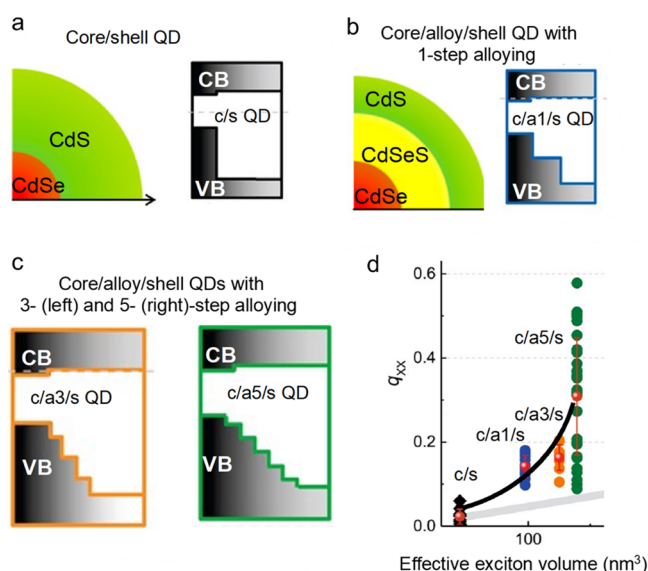 a
Core/shell QD
CdS
CdSe
CB
c/s QD
VB
b
Core/alloy/shell QD with
1-step alloying
CdS
CdSeS
CdSe
CB
c/a1/s QD
VB
c
Core/alloy/shell QDs with
3- (left) and 5- (right)-step alloying
CB
c/a3/s QD
VB
CB
c/a5/s QD
VB
d
0.6
0.4
0.2
0.0
qxx
c/a5/s
c/a3/s
c/a1/s
c/s
100
Effective exciton volume (nm³)